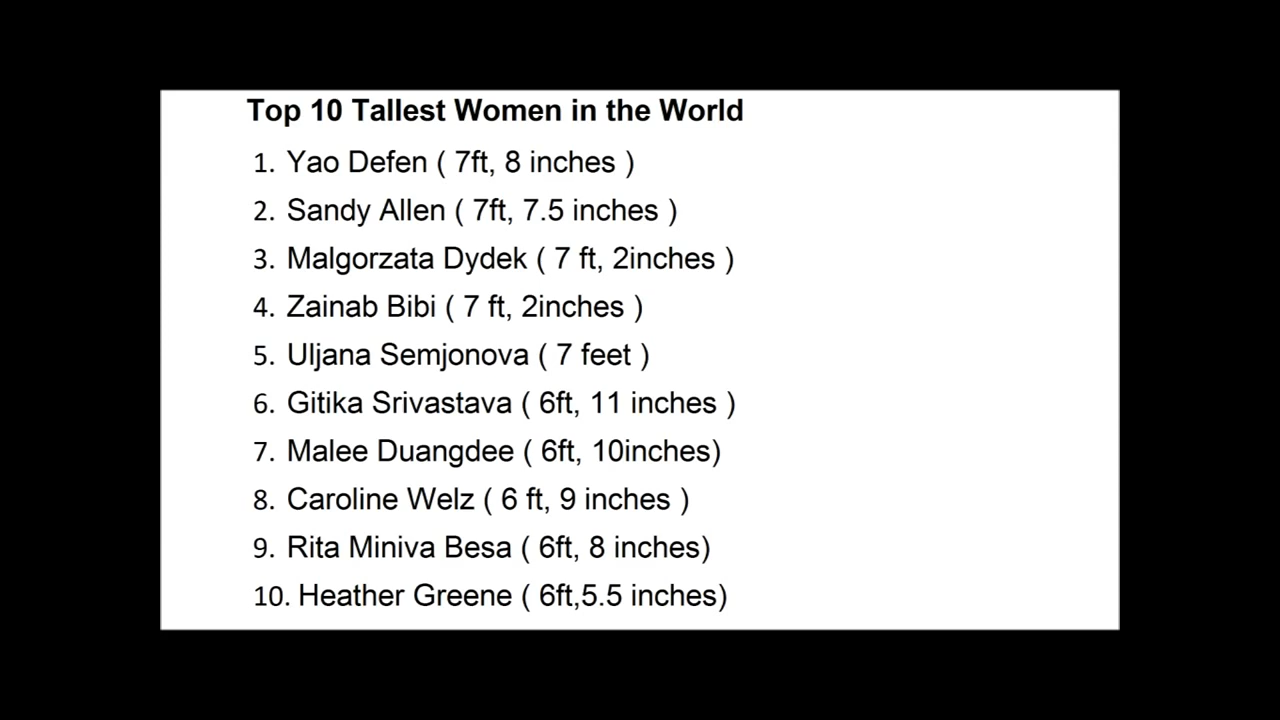 Top 10 Tallest Women in the World
1. Yao Defen ( 7ft, 8 inches )
2. Sandy Allen ( 7ft, 7.5 inches )
3. Malgorzata Dydek ( 7 ft, 2inches )
4. Zainab Bibi ( 7 ft, 2inches )
5. Uljana Semjonova ( 7 feet )
6. Gitika Srivastava ( 6ft, 11 inches )
7. Malee Duangdee ( 6ft, 10inches)
8. Caroline Welz ( 6 ft, 9 inches )
9. Rita Miniva Besa ( 6ft, 8 inches)
10. Heather Greene ( 6ft,5.5 inches)